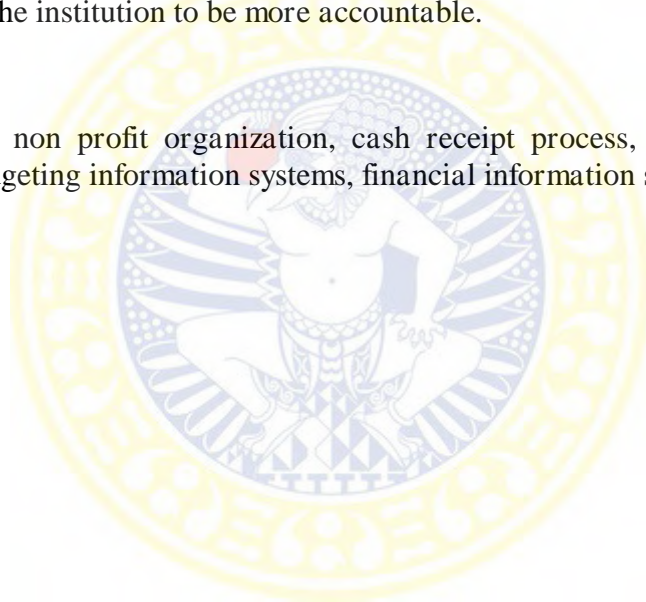 he institution to be more accountable.
non profit organization, cash receipt process,
geting information systems, financial information s